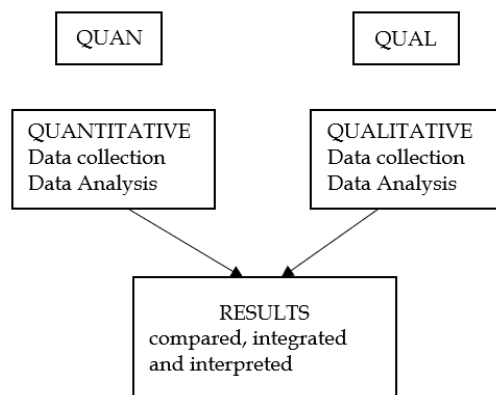 QUAN
QUAL
QUANTITATIVE
Data collection
Data Analysis
QUALITATIVE
Data collection
Data Analysis
RESULTS
compared, integrated
and interpreted